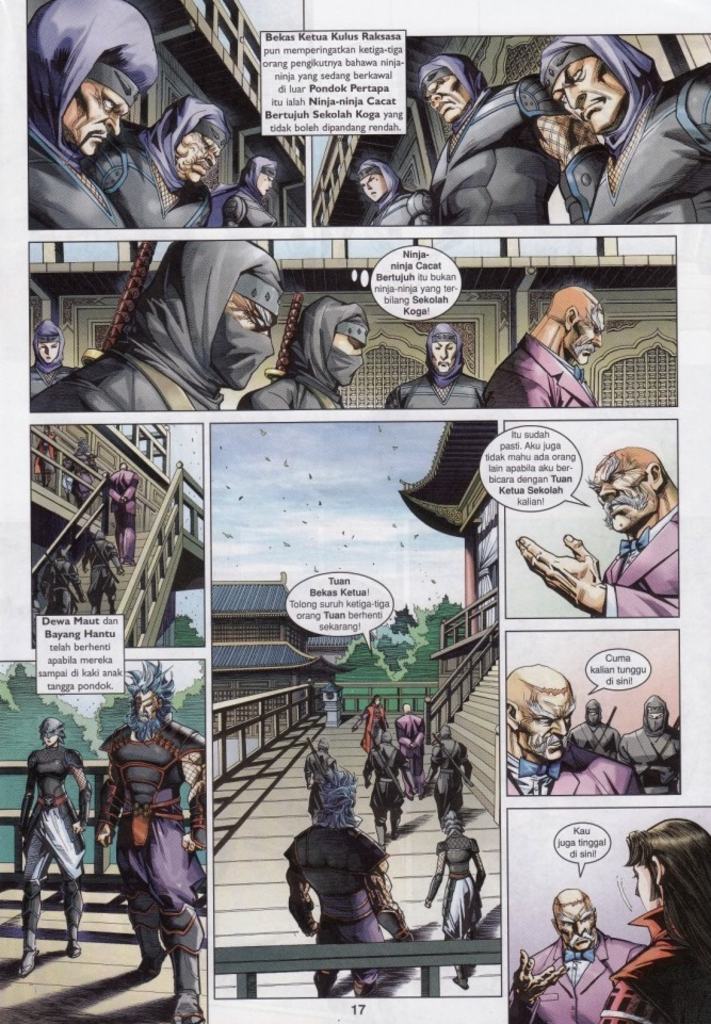 Bekas Ketua Kulus Raksasa
pun memperingatkan ketiga-tiga
orang pengikutnya bahawa ninja-
ninja yang sedang berkawal
di luar Pondok Pertapa
itu ialah Ninja-ninja Cacat
Bertujuh Sekolah Koga yang
tidak boleh dipandang rendah.
Ninja-
ninja Cacat
Bertujuh itu bukan
ninja-ninja yang ter-
bilang Sekolah
Koga!
Dewa Maut dan
Bayang Hantu
telah berhenti
apabila mereka
sampai di kaki anak
tangga pondok.
Tuan
Bekas Ketua!
Tolong suruh ketiga-tiga
orang Tuan berhenti
sekarang!
Itu sudah
pasti. Aku juga
tidak mahu ada orang
lain apabila aku ber-
bicara dengan Tuan
Ketua Sekolah
kalian!
Cuma
kalian tunggu
di sini!
Kau
juga tinggal
di sini!
17